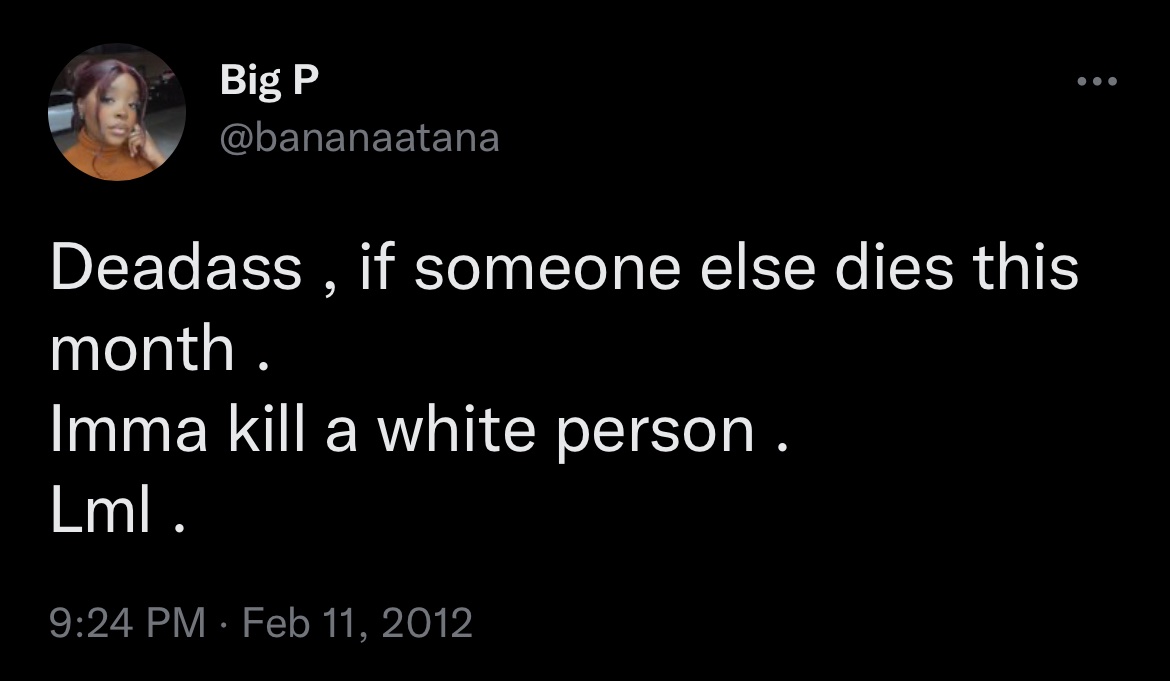 Big P
@bananaatana
Deadass , if someone else dies this
month .
Imma kill a white person .
Lml .
9:24 PM · Feb 11, 2012